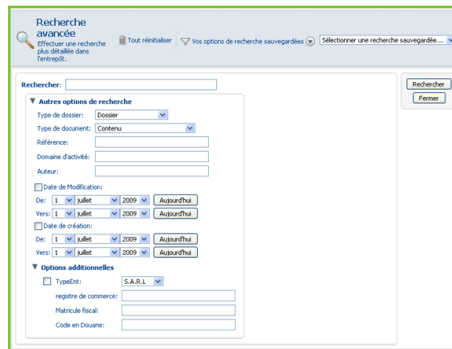 Recherche
avancée
Effectuer une recherche
plus détaillée dans
l'entrepôt.
Tout réinitialiser
Vos options de recherche sauvegardées
Sélectionner une recherche sauvegardée...
Rechercher:
Rechercher
Fermer
Autres options de recherche
Type de dossier: Dossier
Type de document: Contenu
Référence:
Domaine d'activité:
Auteur:
Date de Modification:
De: 1 juillet 2009 Aujourd'hui
Vers: 1 juillet 2009 Aujourd'hui
Date de création:
De: 1 juillet 2009 Aujourd'hui
Vers: 1 juillet 2009 Aujourd'hui
Options additionnelles
TypeEnt: S.A.R.L
registre de commerce:
Matricule fiscal:
Code en Douane: